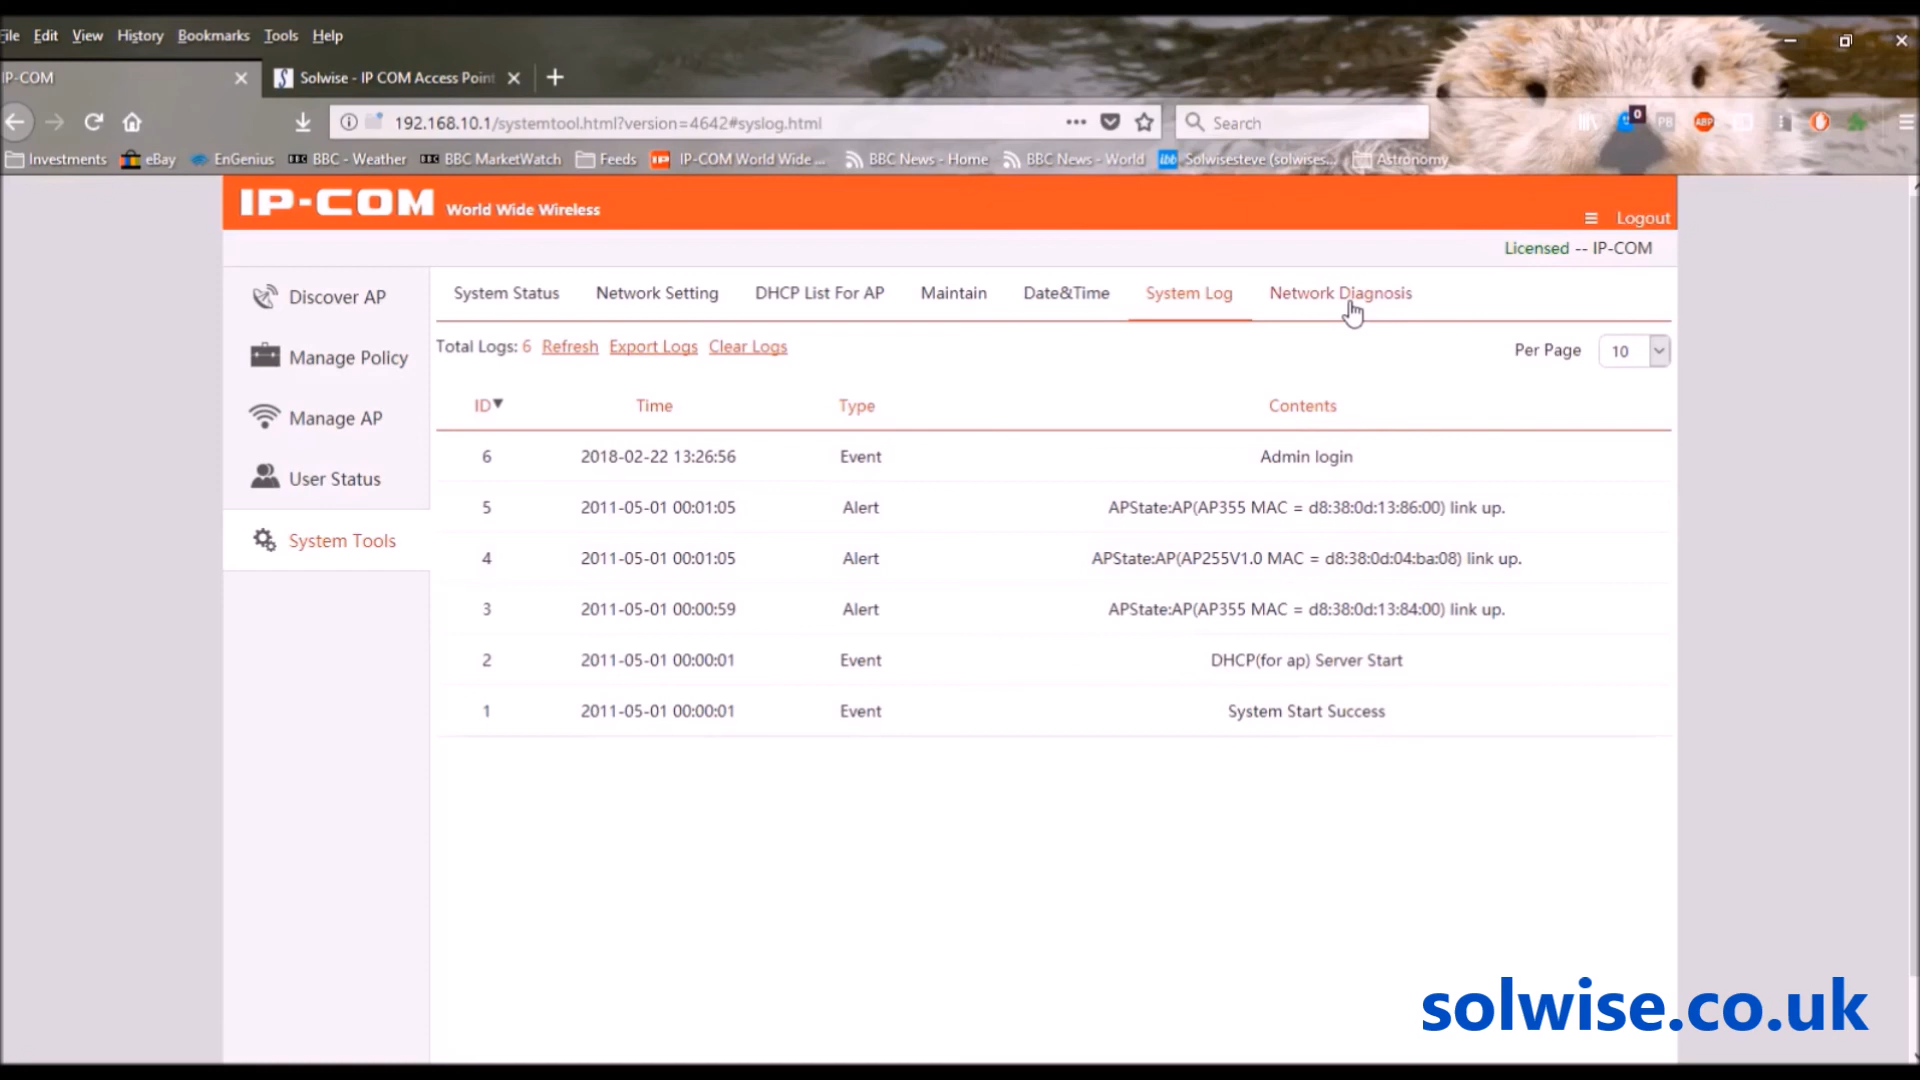 File Edit View History Bookmarks Tools Help
IP-COM
Solwise - IP COM Access Point
192.168.10.1/systemtool.html?version=4642#syslog.html
Search
0
PB
ABP
Investments eBay EnGenius BBC - Weather BBC MarketWatch Feeds IP-COM World Wide ... BBC News - Home BBC News - World Solwisesteve (solwises... Astronomy
IP-COM World Wide Wireless
Logout
Licensed -- IP-COM
Discover AP
Manage Policy
Manage AP
User Status
System Tools
System Status Network Setting DHCP List For AP Maintain Date&Time System Log Network Diagnosis
Total Logs: 6 Refresh Export Logs Clear Logs
Per Page 10
ID▼ Time Type Contents
6 2018-02-22 13:26:56 Event Admin login
5 2011-05-01 00:01:05 Alert APState:AP(AP355 MAC = d8:38:0d:13:86:00) link up.
4 2011-05-01 00:01:05 Alert APState:AP(AP255V1.0 MAC = d8:38:0d:04:ba:08) link up.
3 2011-05-01 00:00:59 Alert APState:AP(AP355 MAC = d8:38:0d:13:84:00) link up.
2 2011-05-01 00:00:01 Event DHCP(for ap) Server Start
1 2011-05-01 00:00:01 Event System Start Success
solwise.co.uk